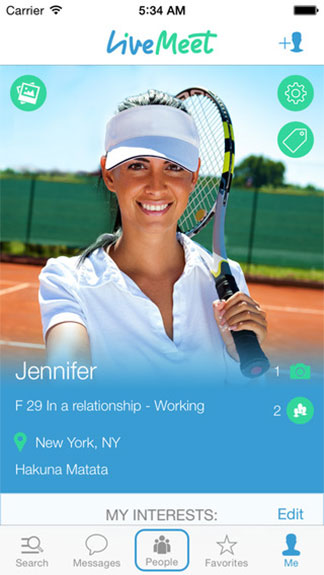 Carrier 5:34 AM
LiveMeet
Jennifer 1
F 29 In a relationship - Working 2
New York, NY
Hakuna Matata
MY INTERESTS: Edit
Search Messages People Favorites Me